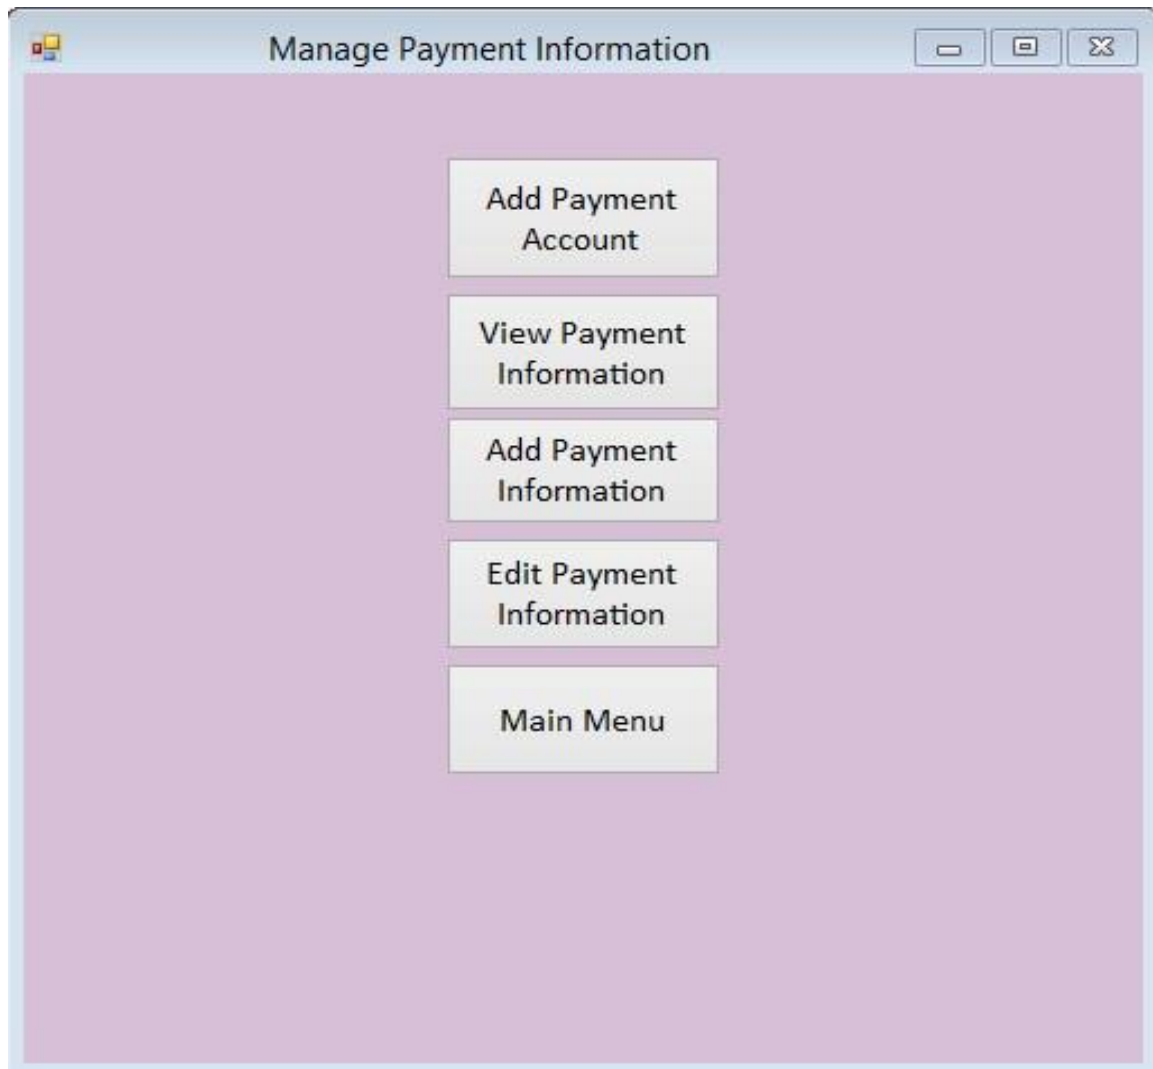 Manage Payment Information
Add Payment
Account
View Payment
Information
Add Payment
Information
Edit Payment
Information
Main Menu